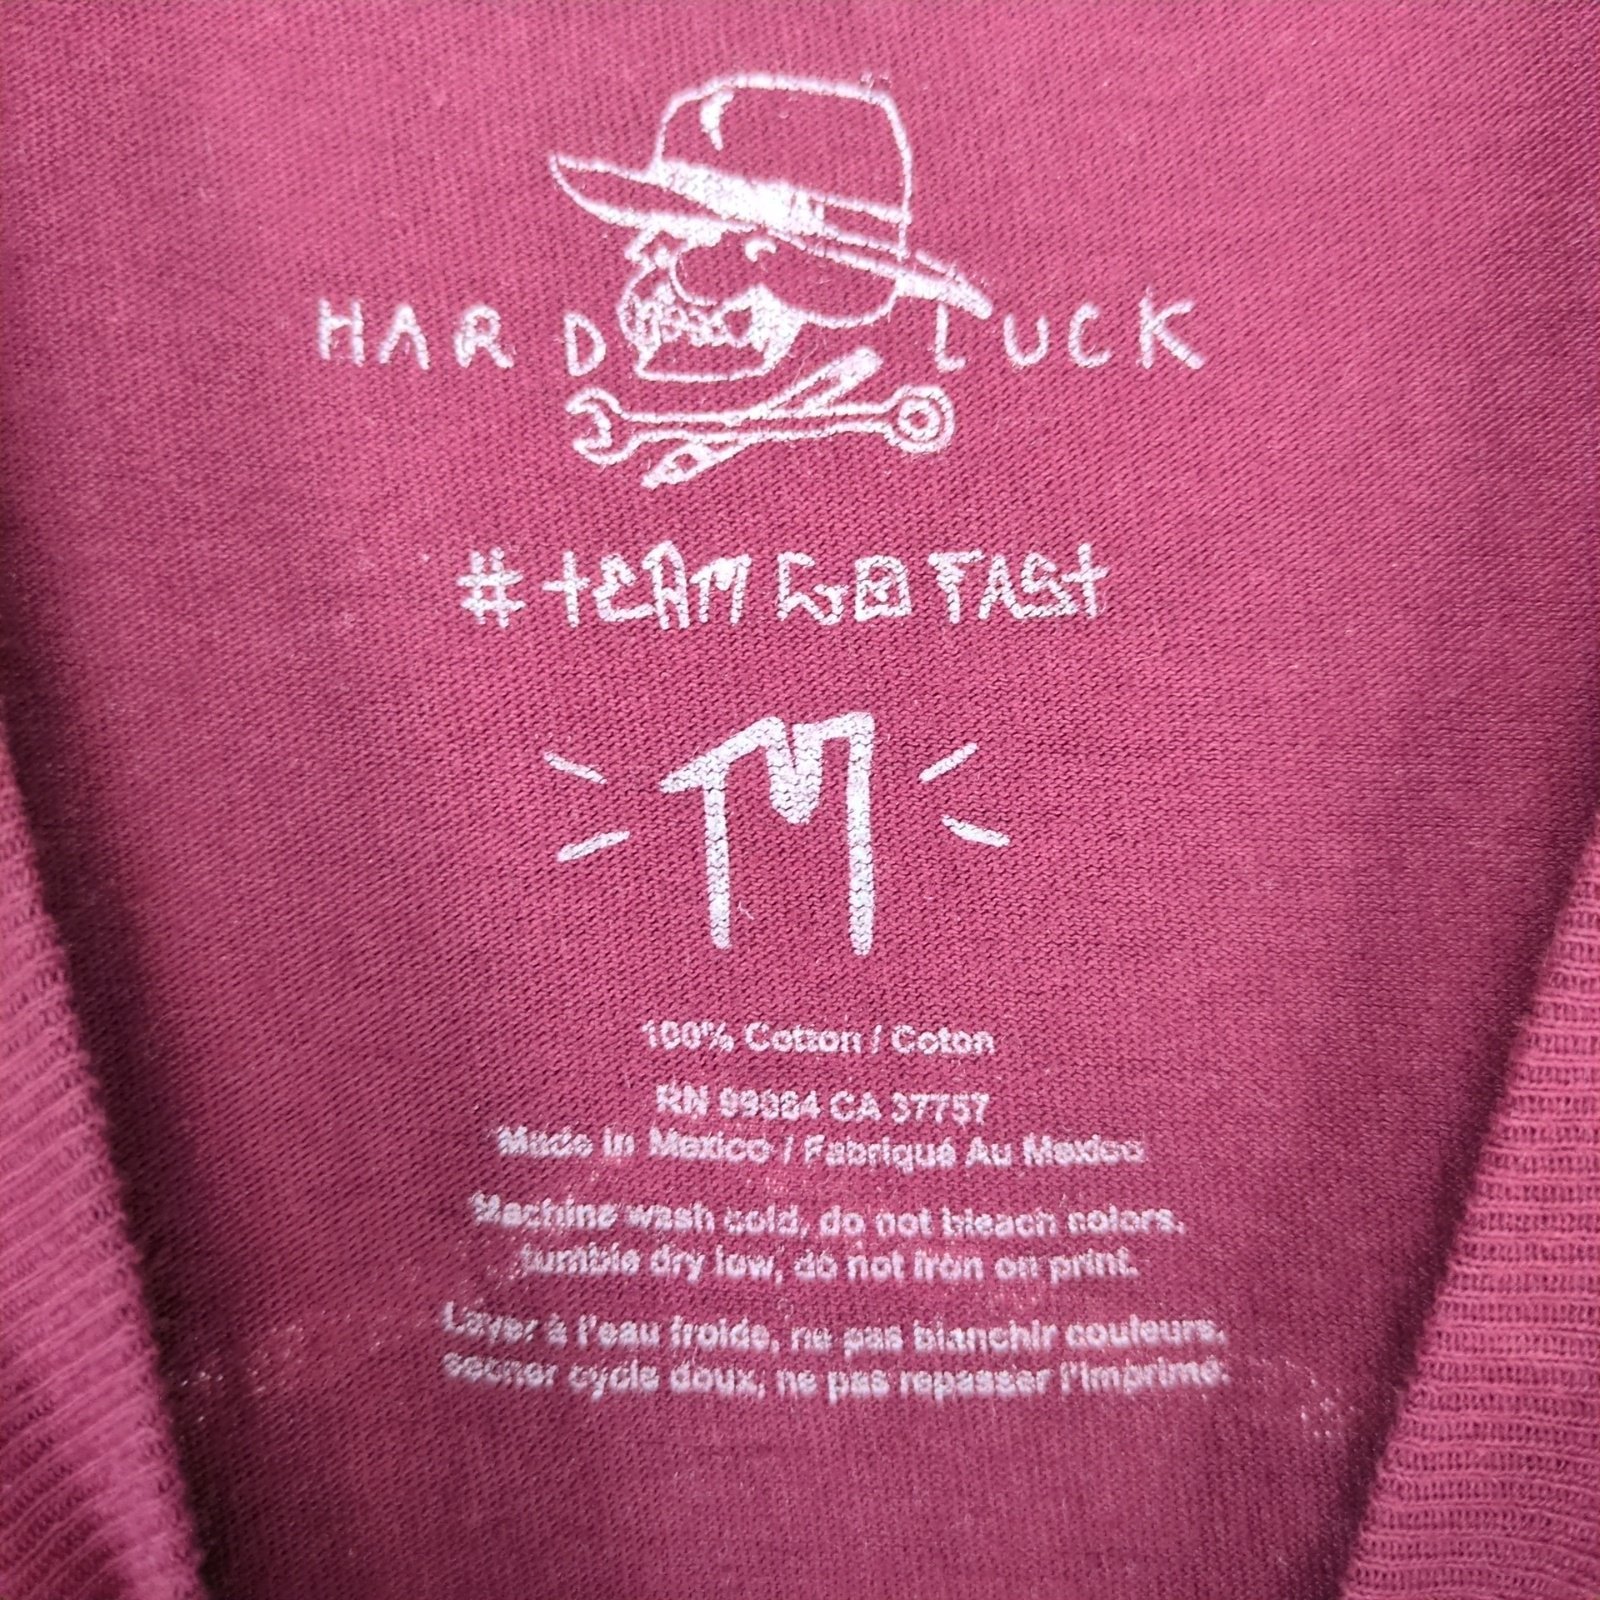 HARD LUCK
#TEAM GO FAST
M
100% Cotton / Coton
RN 99884 CA 37757
Made in Mexico / Fabriqué Au Mexico
Machine wash cold, do not bleach colors.
tumble dry low, do not iron on print.
Laver à l'eau froide, ne pas blanchir couleurs.
secher cycle doux, ne pas repasser l'imprimé.